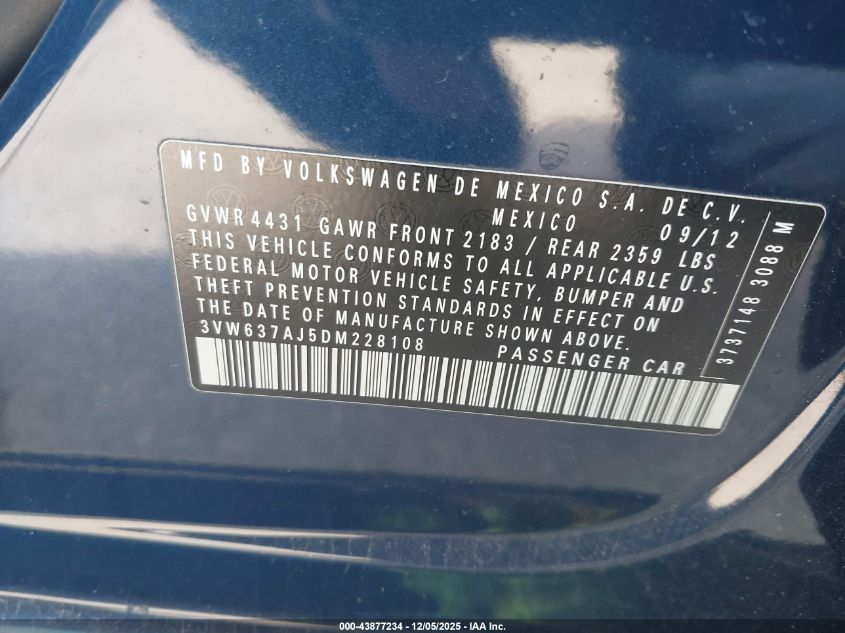 MFD BY VOLKSWAGEN DE MEXICO S.A. DE C.V.
MEXICO
09/12
GVWR 4431 GAWR FRONT 2183 / REAR 2359 LBS
THIS VEHICLE CONFORMS TO ALL APPLICABLE U.S.
FEDERAL MOTOR VEHICLE SAFETY, BUMPER AND
THEFT PREVENTION STANDARDS IN EFFECT ON
THE DATE OF MANUFACTURE SHOWN ABOVE.
3VW637AJ5DM228108 PASSENGER CAR
3737148 3088 M
000-43877234 - 12/05/2025 - IAA Inc.